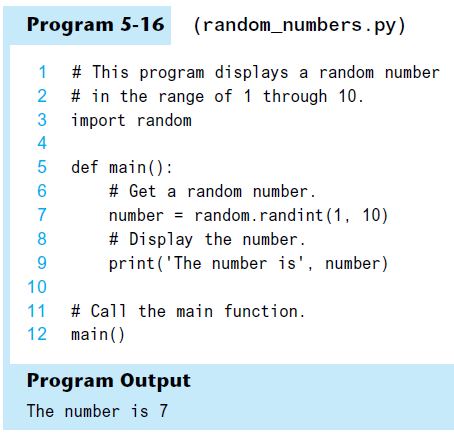 Program 5-16 (random_numbers.py)
1 # This program displays a random number
2 # in the range of 1 through 10.
3 import random
4
5 def main():
6     # Get a random number.
7     number = random.randint(1, 10)
8     # Display the number.
9     print('The number is', number)
10
11 # Call the main function.
12 main()
Program Output
The number is 7